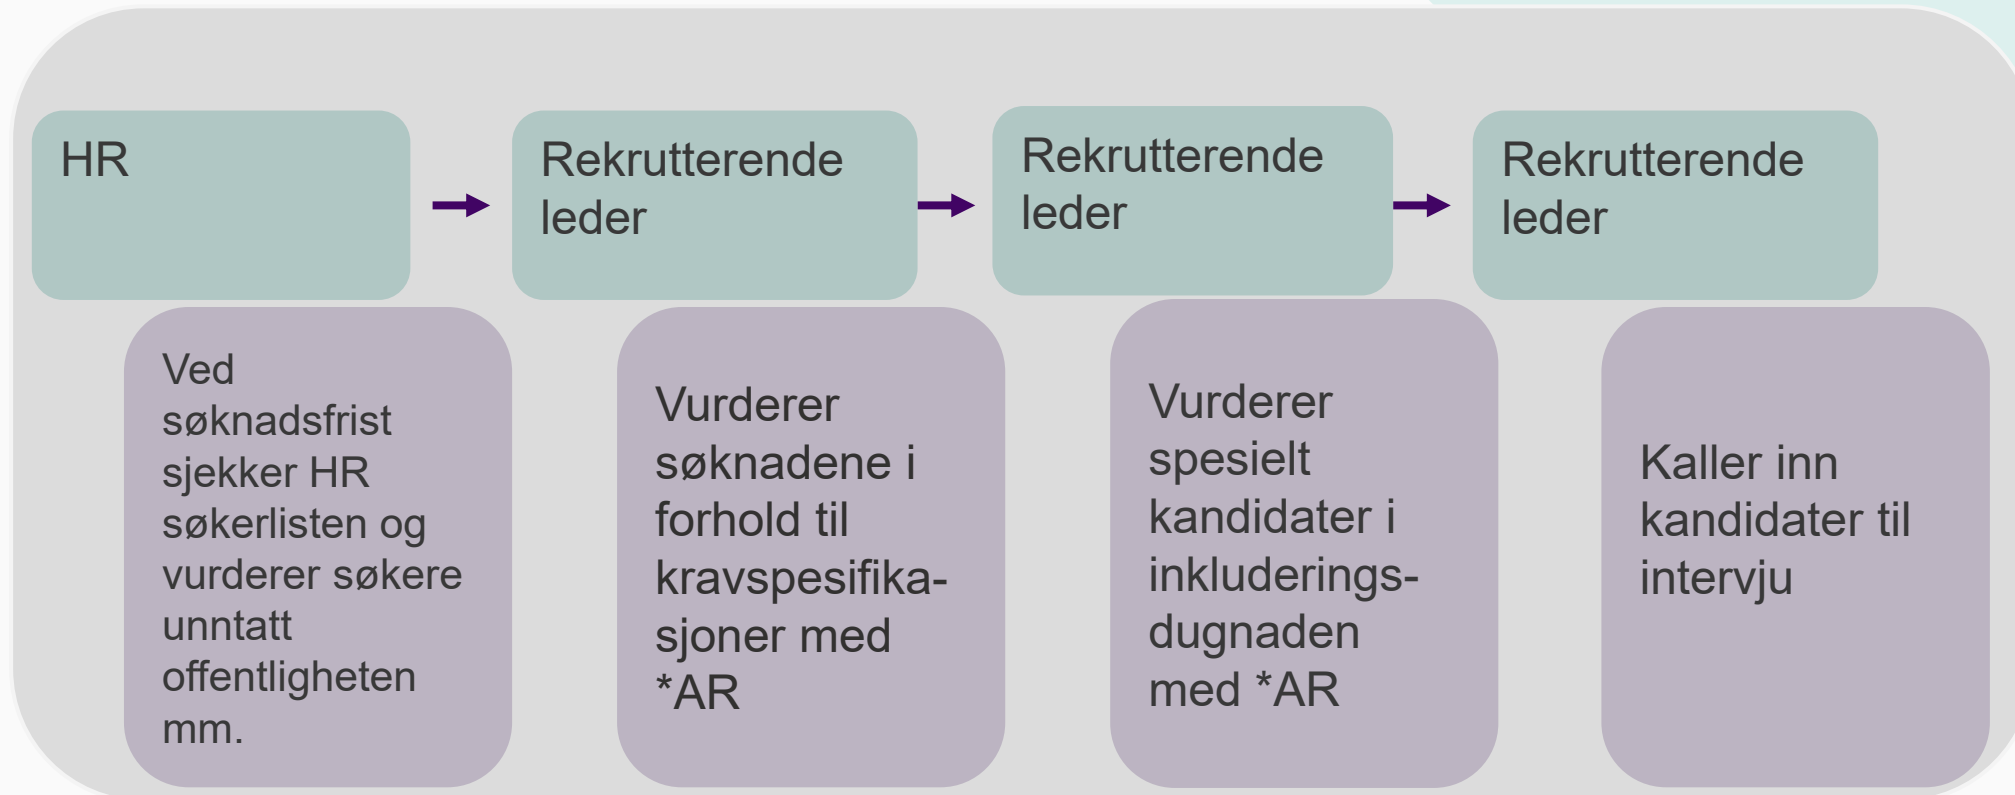 HR
Ved
søknadsfrist
sjekker HR
søkerlisten og
vurderer søkere
unntatt
offentligheten
mm.
Rekrutterende
leder
Vurderer
søknadene i
forhold til
kravspesifika-
sjoner med
*AR
Rekrutterende
leder
Vurderer
spesielt
kandidater i
inkluderings-
dugnaden
med *AR
Rekrutterende
leder
Kaller inn
kandidater til
intervju